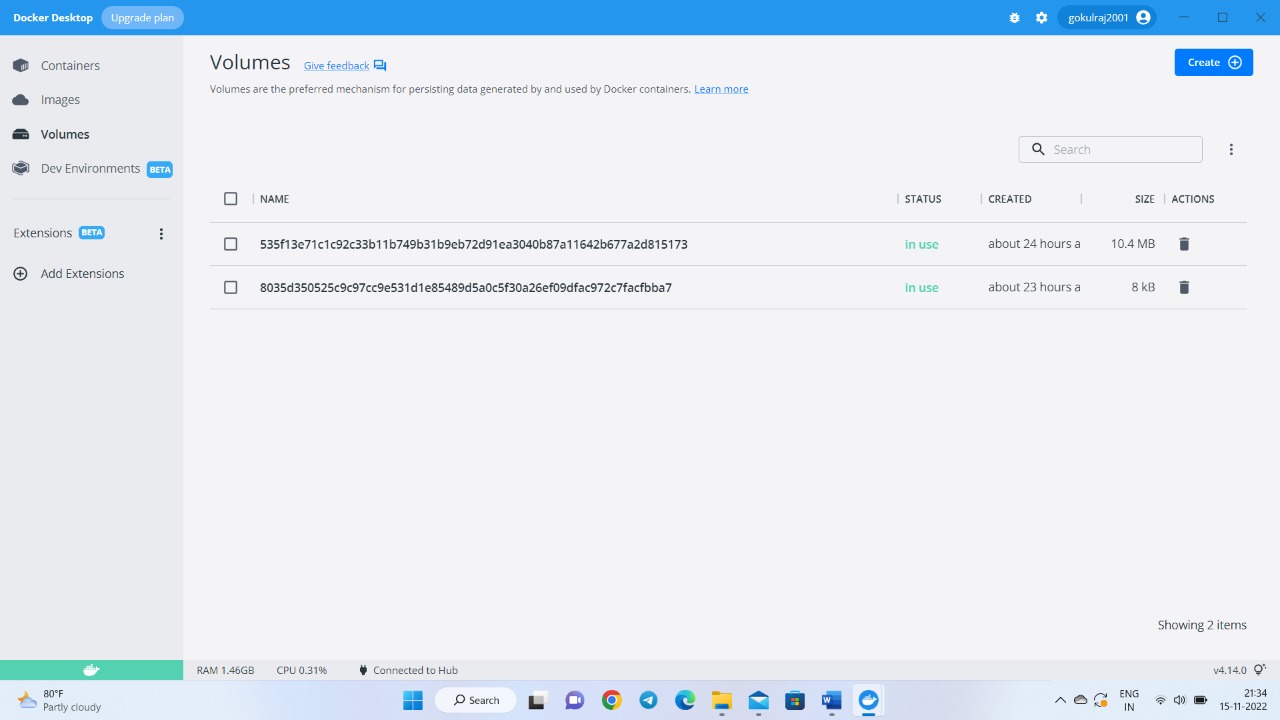 Docker Desktop Upgrade plan gokulraj2001
Containers
Images
Volumes
Dev Environments BETA
Extensions BETA
Add Extensions
Volumes Give feedback
Create
Volumes are the preferred mechanism for persisting data generated by and used by Docker containers. Learn more
Search
NAME STATUS CREATED SIZE ACTIONS
535f13e71c1c92c33b11b749b31b9eb72d91ea3040b87a11642b677a2d815173 in use about 24 hours a 10.4 MB
8035d350525c9c97cc9e531d1e85489d5a0c5f30a26ef09dfac972c7facfbba7 in use about 23 hours a 8 kB
Showing 2 items
RAM 1.46GB CPU 0.31% Connected to Hub v4.14.0
80°F
Partly cloudy
Search
ENG
IN
21:34
15-11-2022